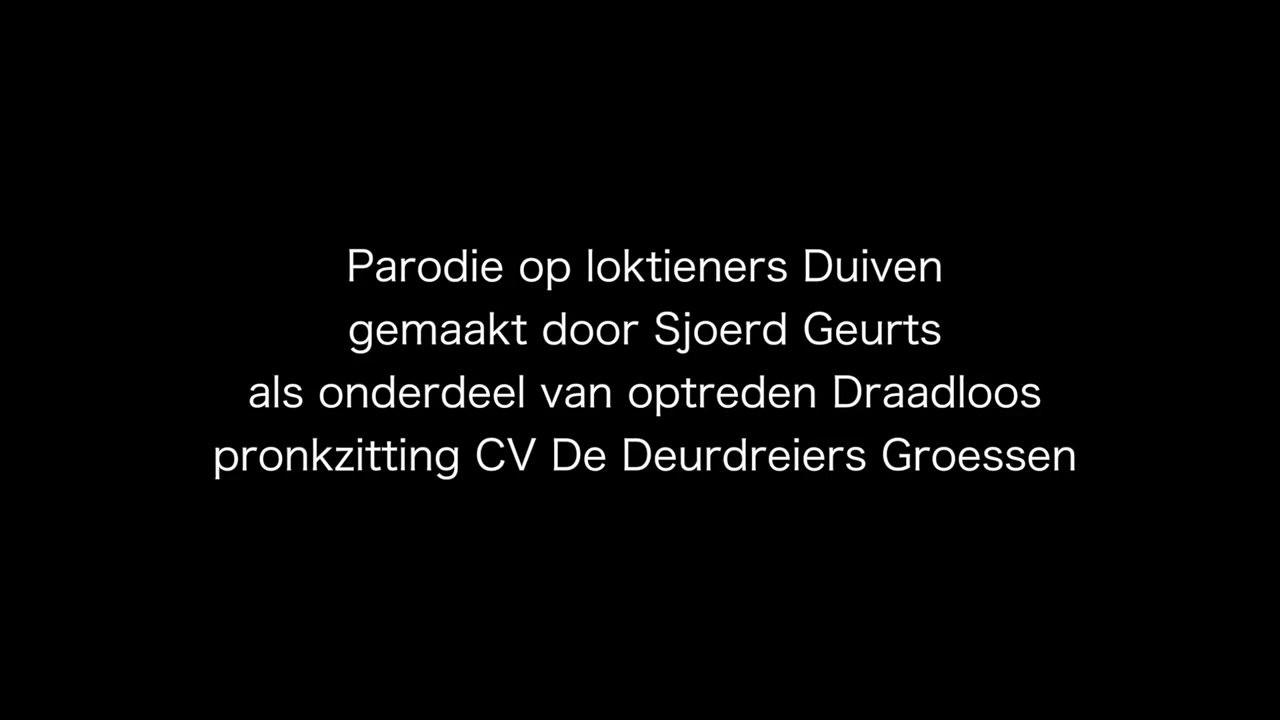 Parodie op loktieners Duiven
gemaakt door Sjoerd Geurts
als onderdeel van optreden Draadloos
pronkzitting CV De Deurdreiers Groessen